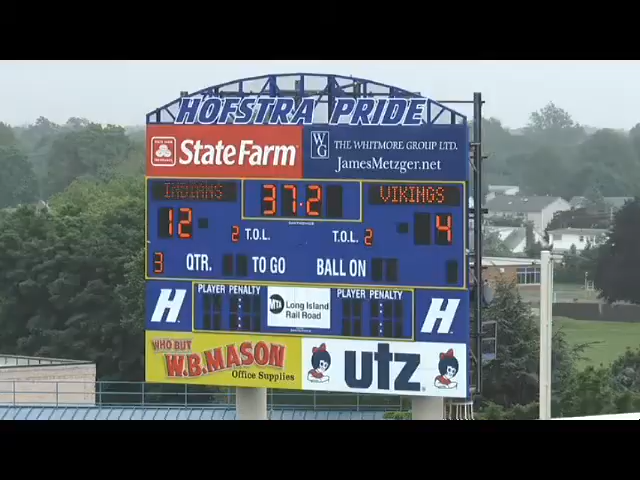 HOFSTRA PRIDE
State Farm
WG THE WHITMORE GROUP LTD.
JamesMetzger.net
INDIANS 37.2 VIKINGS
12 2 T.O.L. T.O.L. 2 4
3 QTR. TO GO BALL ON
H PLAYER PENALTY MTA Long Island Rail Road PLAYER PENALTY H
WHO BUT
W.B. MASON
Office Supplies
utz